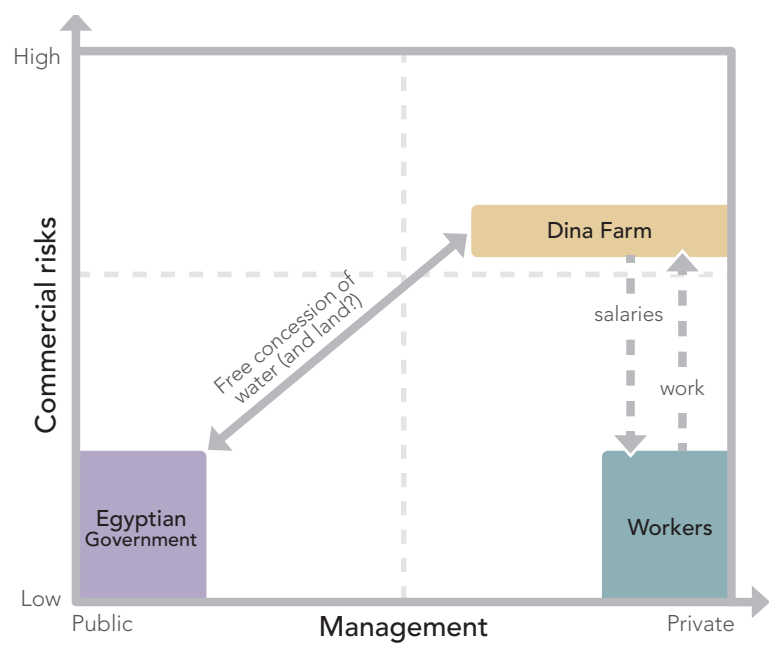 High
Commercial risks
Dina Farm
Free concession of
water (and land?)
salaries
work
Egyptian
Government
Workers
Low
Public
Management
Private